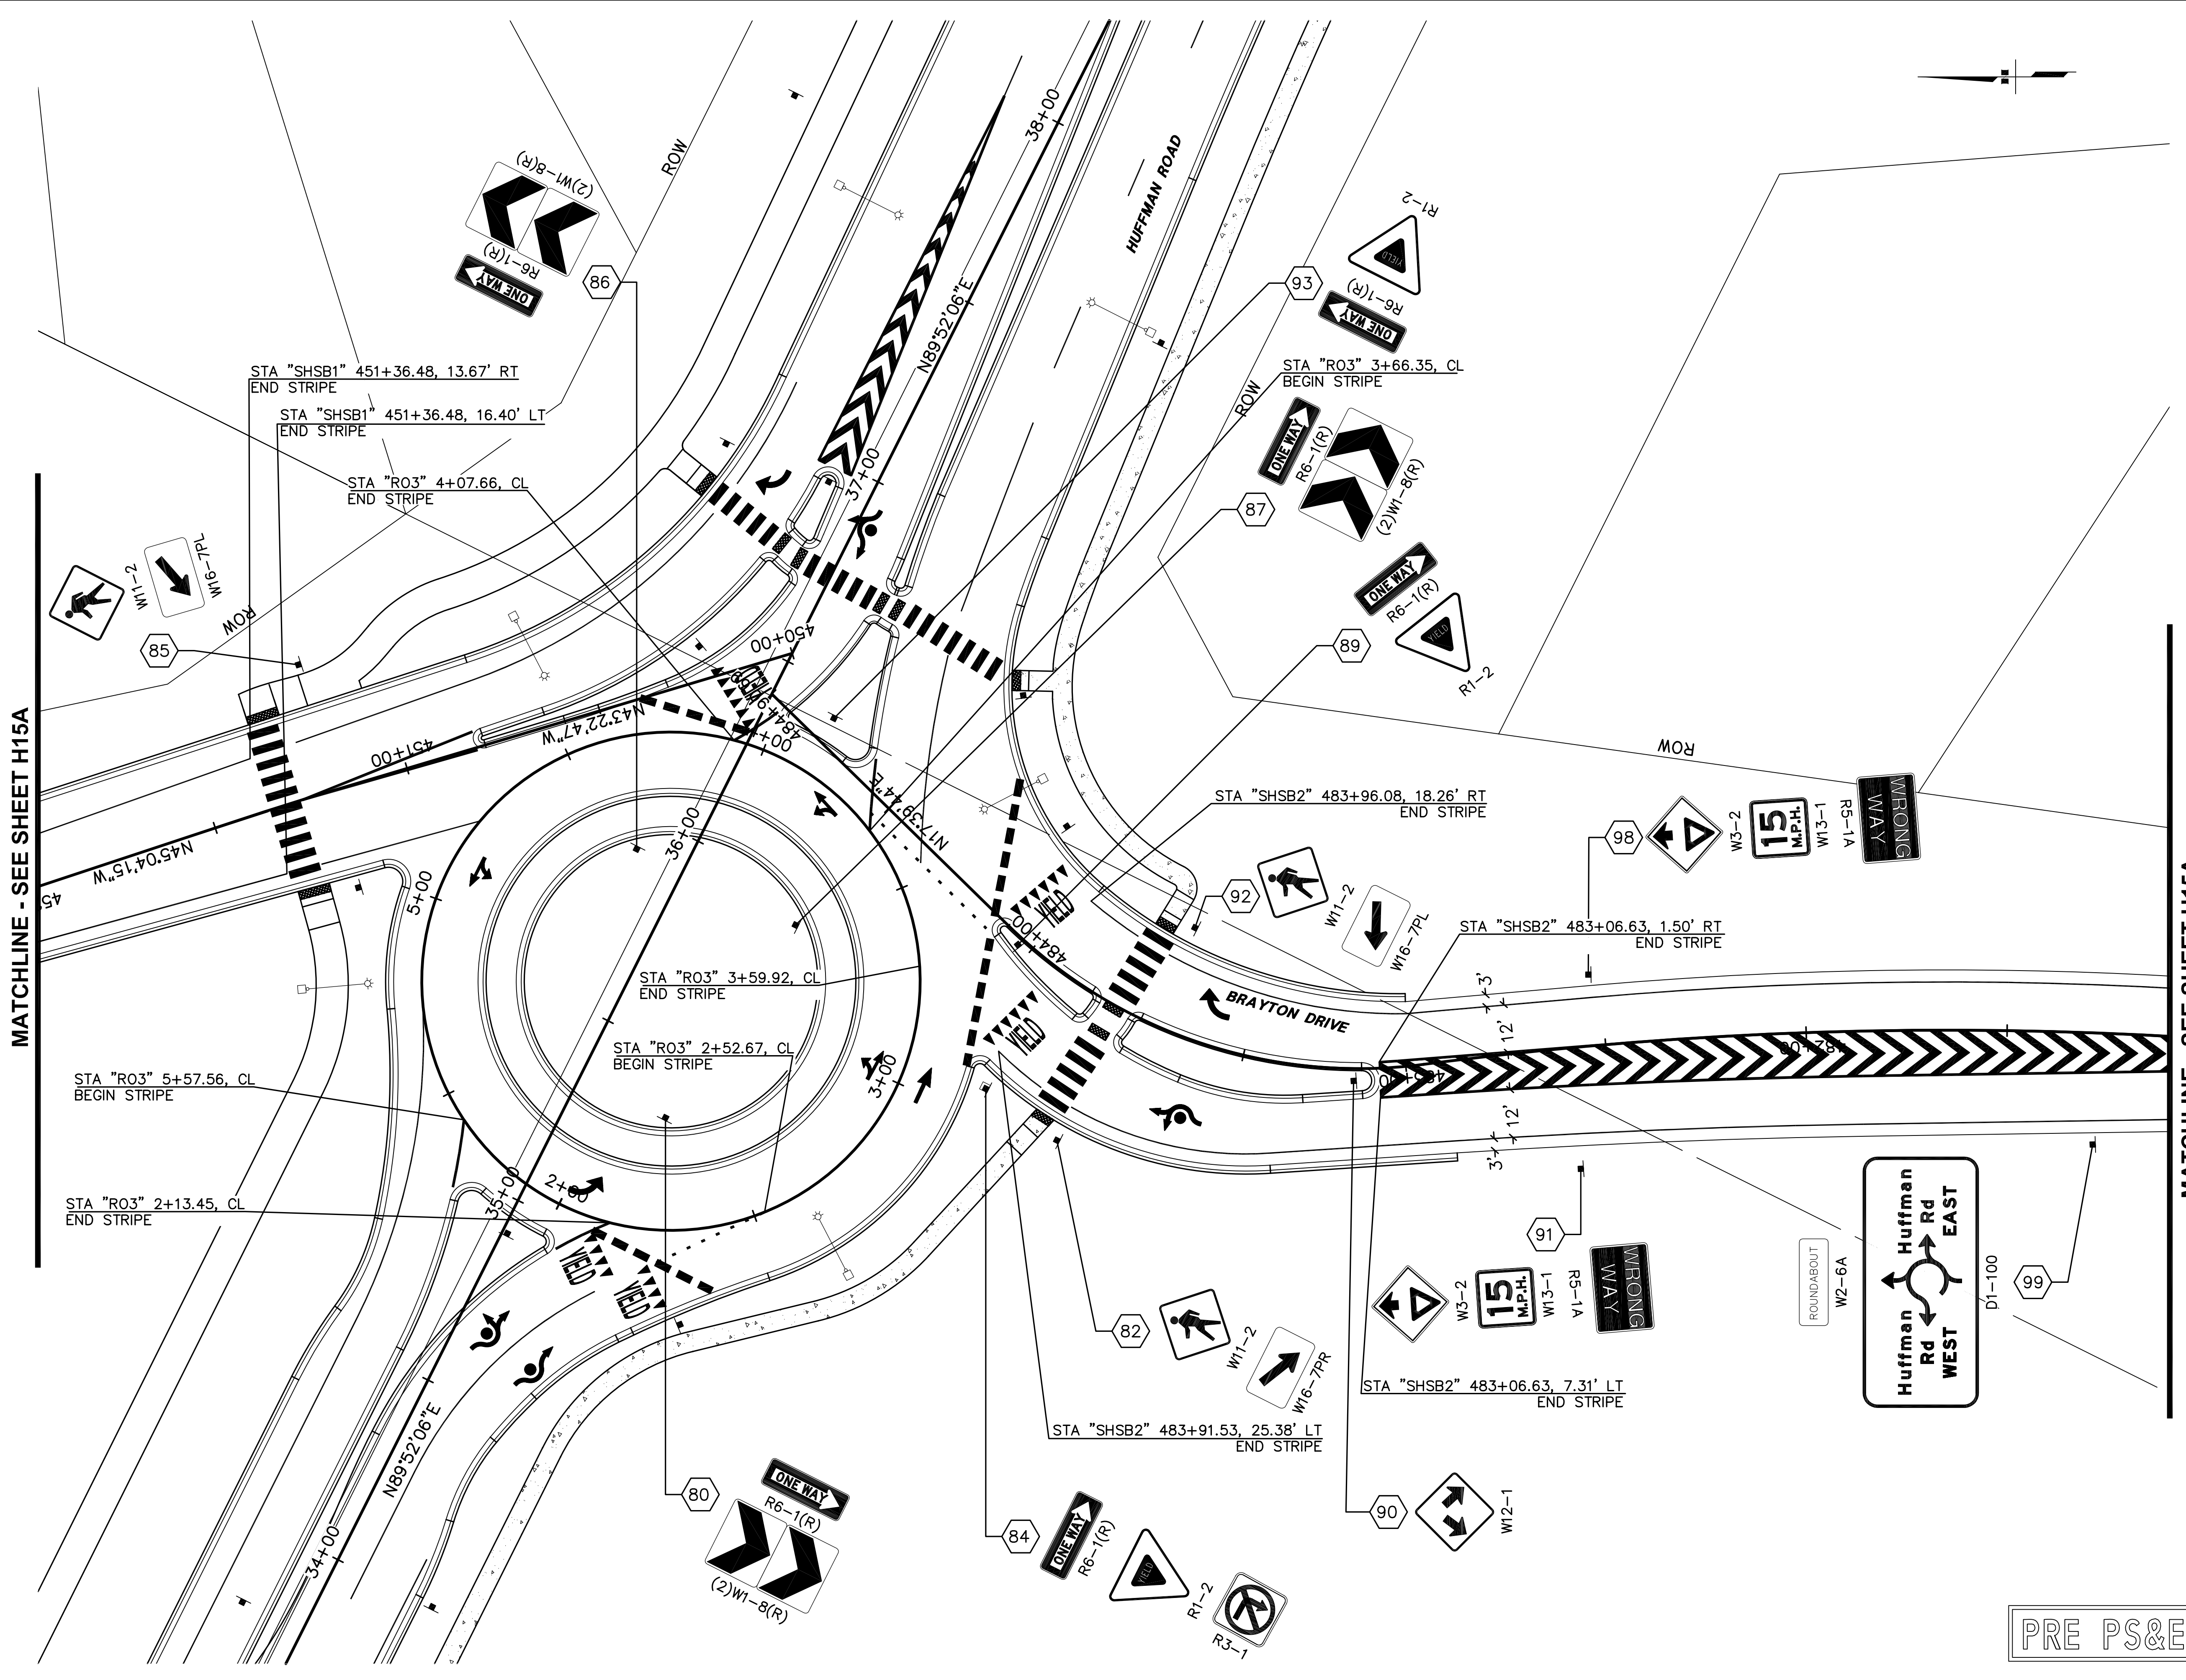 MATCHLINE - SEE SHEET H15A
ROW
38+00
HUFFMAN ROAD
(2)W1-8(R)
R6-1(R)
ONE WAY
86
N89°52'06"E
R1-2
YIELD
R6-1(R)
ONE WAY
93
STA "SHSB1" 451+36.48, 13.67' RT
END STRIPE
STA "SHSB1" 451+36.48, 16.40' LT
END STRIPE
STA "RO3" 4+07.66, CL
END STRIPE
STA "RO3" 3+66.35, CL
BEGIN STRIPE
ROW
ONE WAY
R6-1(R)
(2)W1-8(R)
87
37+00
W11-2
W16-7PL
ROW
85
ONE WAY
R6-1(R)
YIELD
R1-2
89
450+00
YIELD
N43°22'47"W
451+00
N45°04'15"W
ROW
36+00
N17°39'44"E
STA "SHSB2" 483+96.08, 18.26' RT
END STRIPE
98
W3-2
15
M.P.H.
W13-1
R5-1A
WRONG
WAY
5+00
YIELD
484+00
92
W11-2
W16-7PL
STA "SHSB2" 483+06.63, 1.50' RT
END STRIPE
STA "RO3" 3+59.92, CL
END STRIPE
BRAYTON DRIVE
3'
12'
YIELD
STA "RO3" 2+52.67, CL
BEGIN STRIPE
482+00
483+00
3+00
STA "RO3" 5+57.56, CL
BEGIN STRIPE
12'
3'
STA "RO3" 2+13.45, CL
END STRIPE
2+00
35+00
YIELD
YIELD
91
W3-2
15
M.P.H.
W13-1
R5-1A
WRONG
WAY
ROUNDABOUT
W2-6A
Huffman
Rd
WEST
Huffman
Rd
EAST
D1-100
99
82
W11-2
W16-7PR
STA "SHSB2" 483+06.63, 7.31' LT
END STRIPE
STA "SHSB2" 483+91.53, 25.38' LT
END STRIPE
N89°52'06"E
34+00
80
ONE WAY
R6-1(R)
(2)W1-8(R)
84
ONE WAY
R6-1(R)
YIELD
R1-2
R3-1
90
W12-1
PRE PS&E